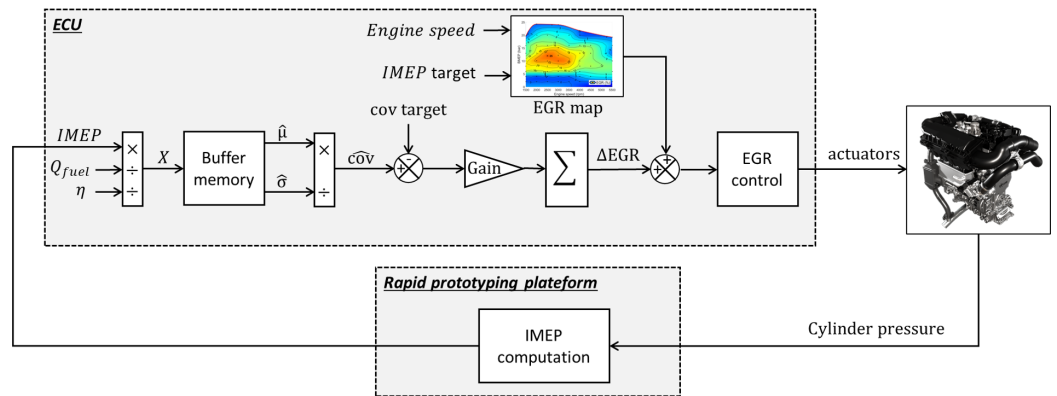 ECU
Engine speed
IMEP target
EGR map
cov target
IMEP
Q_fuel
η
×
÷
÷
X
Buffer
memory
μ̂
σ̂
×
÷
cov̂
-
+
Gain
∑
ΔEGR
+
+
EGR
control
actuators
Rapid prototyping plateform
IMEP
computation
Cylinder pressure